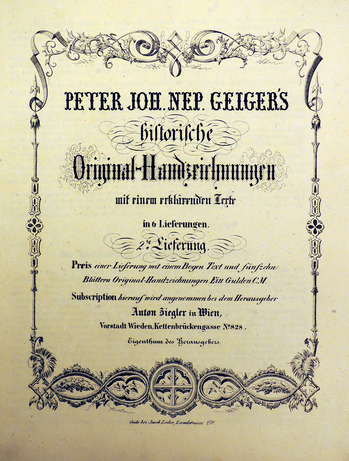 PETER JOH. NEP. GEIGER'S
historische
Original-Handzeichnungen
mit einem erklärenden Texte
in 6 Lieferungen.
2te Lieferung.
Preis einer Lieferung mit einem Bogen Text und fünfzehn
Blättern Original-Handzeichnungen Ein Gulden C.M.
Subscription hierauf wird angenommen bei dem Herausgeber
Anton Ziegler in Wien,
Vorstadt Wieden, Kettenbrückengasse No. 828.
Eigenthum des Herausgebers.